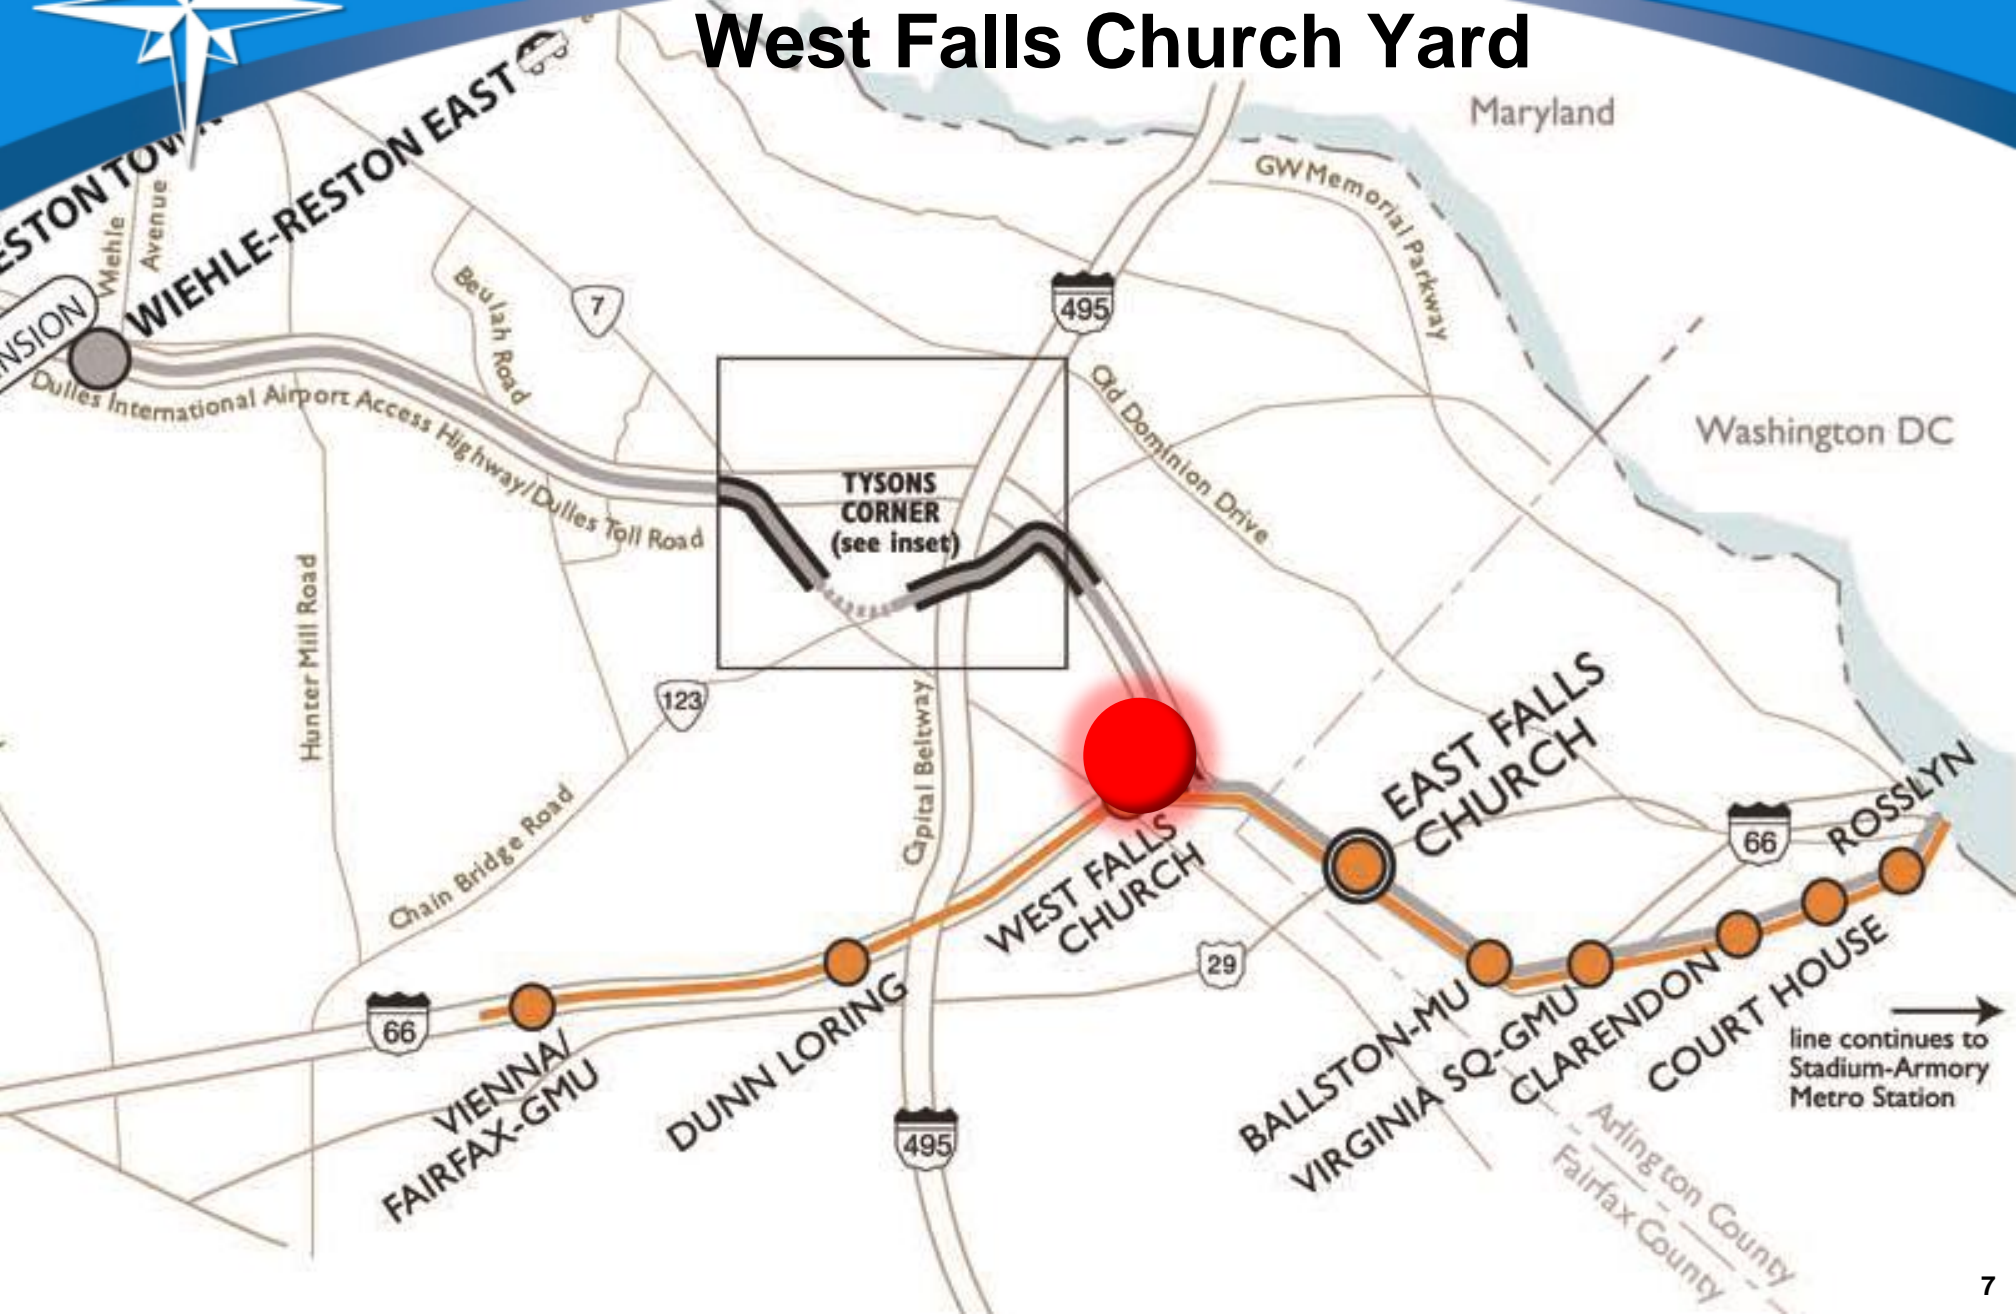 West Falls Church Yard
Maryland
GW Memorial Parkway
WIEHLE-RESTON EAST
Wiehle
Avenue
Beulah Road
7
495
Dulles International Airport Access Highway/Dulles Toll Road
Old Dominion Drive
Washington DC
TYSONS
CORNER
(see inset)
Hunter Mill Road
123
Capital Beltway
Chain Bridge Road
EAST FALLS
CHURCH
WEST FALLS
CHURCH
66
ROSSLYN
29
66
VIENNA/
FAIRFAX-GMU
DUNN LORING
BALLSTON-MU
VIRGINIA SQ-GMU
CLARENDON
COURT HOUSE
line continues to
Stadium-Armory
Metro Station
495
Arlington County
Fairfax County
7